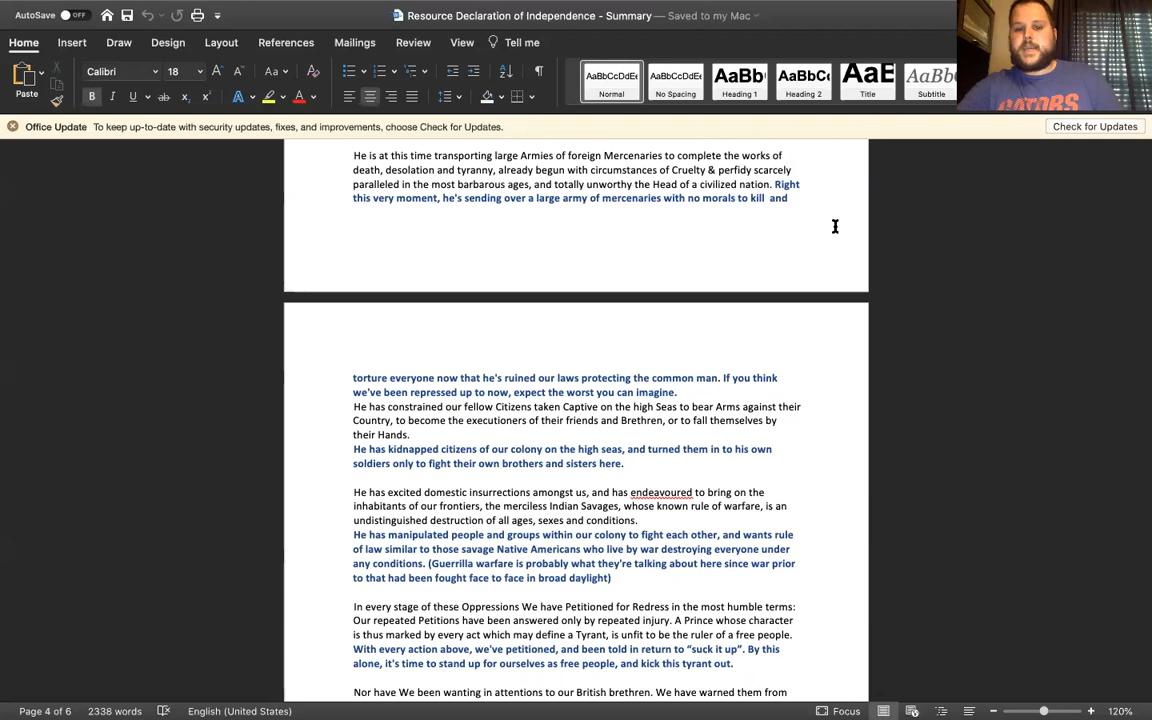 AutoSave OFF Resource Declaration of Independence - Summary — Saved to my Mac
Home Insert Draw Design Layout References Mailings Review View Tell me
Paste Calibri 18 A A Aa A
B I U ab X₂ X² A A
AaBbCcDdEe AaBbCcDdEe AaBb( AaBbCc AaE AaBb
Normal No Spacing Heading 1 Heading 2 Title Subtitle
Office Update To keep up-to-date with security updates, fixes, and improvements, choose Check for Updates. Check for Updates
GATORS
He is at this time transporting large Armies of foreign Mercenaries to complete the works of
death, desolation and tyranny, already begun with circumstances of Cruelty & perfidy scarcely
paralleled in the most barbarous ages, and totally unworthy the Head of a civilized nation. Right
this very moment, he's sending over a large army of mercenaries with no morals to kill and
torture everyone now that he's ruined our laws protecting the common man. If you think
we've been repressed up to now, expect the worst you can imagine.
He has constrained our fellow Citizens taken Captive on the high Seas to bear Arms against their
Country, to become the executioners of their friends and Brethren, or to fall themselves by
their Hands.
He has kidnapped citizens of our colony on the high seas, and turned them in to his own
soldiers only to fight their own brothers and sisters here.
He has excited domestic insurrections amongst us, and has endeavoured to bring on the
inhabitants of our frontiers, the merciless Indian Savages, whose known rule of warfare, is an
undistinguished destruction of all ages, sexes and conditions.
He has manipulated people and groups within our colony to fight each other, and wants rule
of law similar to those savage Native Americans who live by war destroying everyone under
any conditions. (Guerrilla warfare is probably what they're talking about here since war prior
to that had been fought face to face in broad daylight)
In every stage of these Oppressions We have Petitioned for Redress in the most humble terms:
Our repeated Petitions have been answered only by repeated injury. A Prince whose character
is thus marked by every act which may define a Tyrant, is unfit to be the ruler of a free people.
With every action above, we've petitioned, and been told in return to “suck it up”. By this
alone, it's time to stand up for ourselves as free people, and kick this tyrant out.
Nor have We been wanting in attentions to our British brethren. We have warned them from
Page 4 of 6 2338 words English (United States) Focus 120%